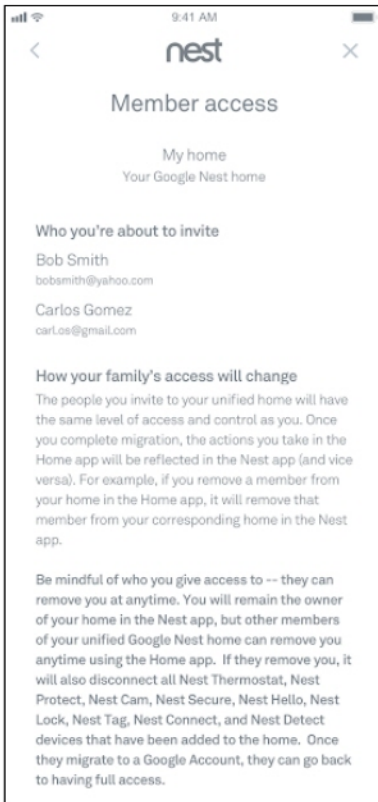 9:41 AM
nest
Member access
My home
Your Google Nest home
Who you're about to invite
Bob Smith
bobsmith@yahoo.com
Carlos Gomez
carl.os@gmail.com
How your family's access will change
The people you invite to your unified home will have
the same level of access and control as you. Once
you complete migration, the actions you take in the
Home app will be reflected in the Nest app (and vice
versa). For example, if you remove a member from
your home in the Home app, it will remove that
member from your corresponding home in the Nest
app.
Be mindful of who you give access to -- they can
remove you at anytime. You will remain the owner
of your home in the Nest app, but other members
of your unified Google Nest home can remove you
anytime using the Home app. If they remove you, it
will also disconnect all Nest Thermostat, Nest
Protect, Nest Cam, Nest Secure, Nest Hello, Nest
Lock, Nest Tag, Nest Connect, and Nest Detect
devices that have been added to the home. Once
they migrate to a Google Account, they can go back
to having full access.